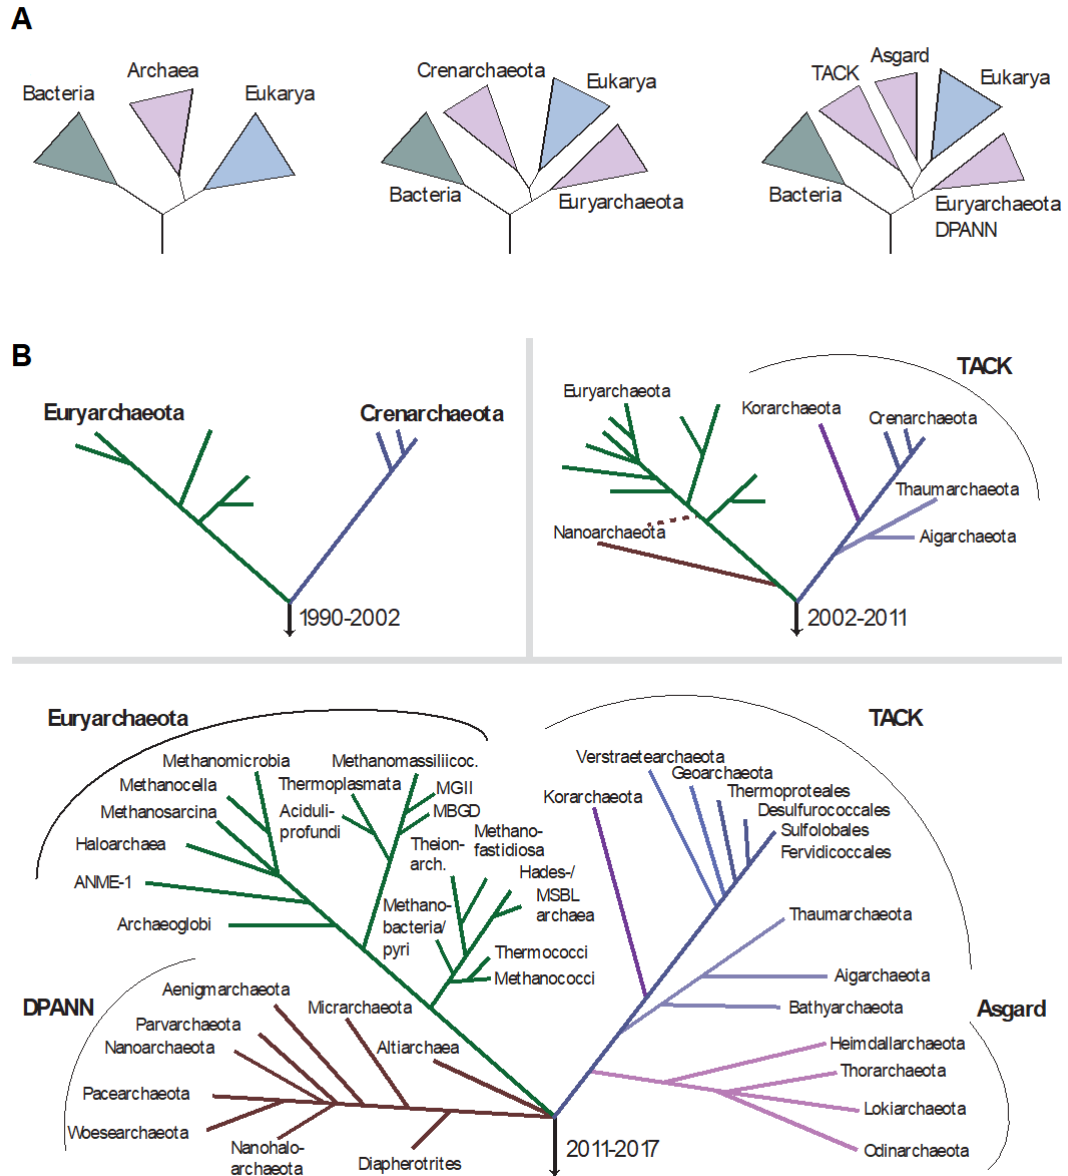 A
Bacteria
Archaea
Eukarya
Crenarchaeota
Eukarya
Bacteria
Euryarchaeota
TACK
Asgard
Eukarya
Bacteria
Euryarchaeota
DPANN
B
Euryarchaeota
Crenarchaeota
1990-2002
TACK
Euryarchaeota
Korarchaeota
Crenarchaeota
Thaumarchaeota
Nanoarchaeota
Aigarchaeota
2002-2011
Euryarchaeota
Methanomicrobia
Methanocella
Methanosarcina
Haloarchaea
ANME-1
Archaeoglobi
Methanomassiliicoc.
Thermoplasmata
Aciduli-
profundi
MGII
MBGD
Theion-
arch.
Methano-
fastidiosa
Hades-/
MSBL
archaea
Methano-
bacteria/
pyri
Thermococci
Methanococci
TACK
Verstraetearchaeota
Geoarchaeota
Korarchaeota
Thermoproteales
Desulfurococcales
Sulfolobales
Fervidicoccales
Thaumarchaeota
Aigarchaeota
Bathyarchaeota
Asgard
Heimdallarchaeota
Thorarchaeota
Lokiarchaeota
Odinarchaeota
DPANN
Aenigmarchaeota
Micrarchaeota
Parvarchaeota
Nanoarchaeota
Altiarchaea
Pacearchaeota
Woesearchaeota
Nanohalo-
archaeota
Diapherotrites
2011-2017